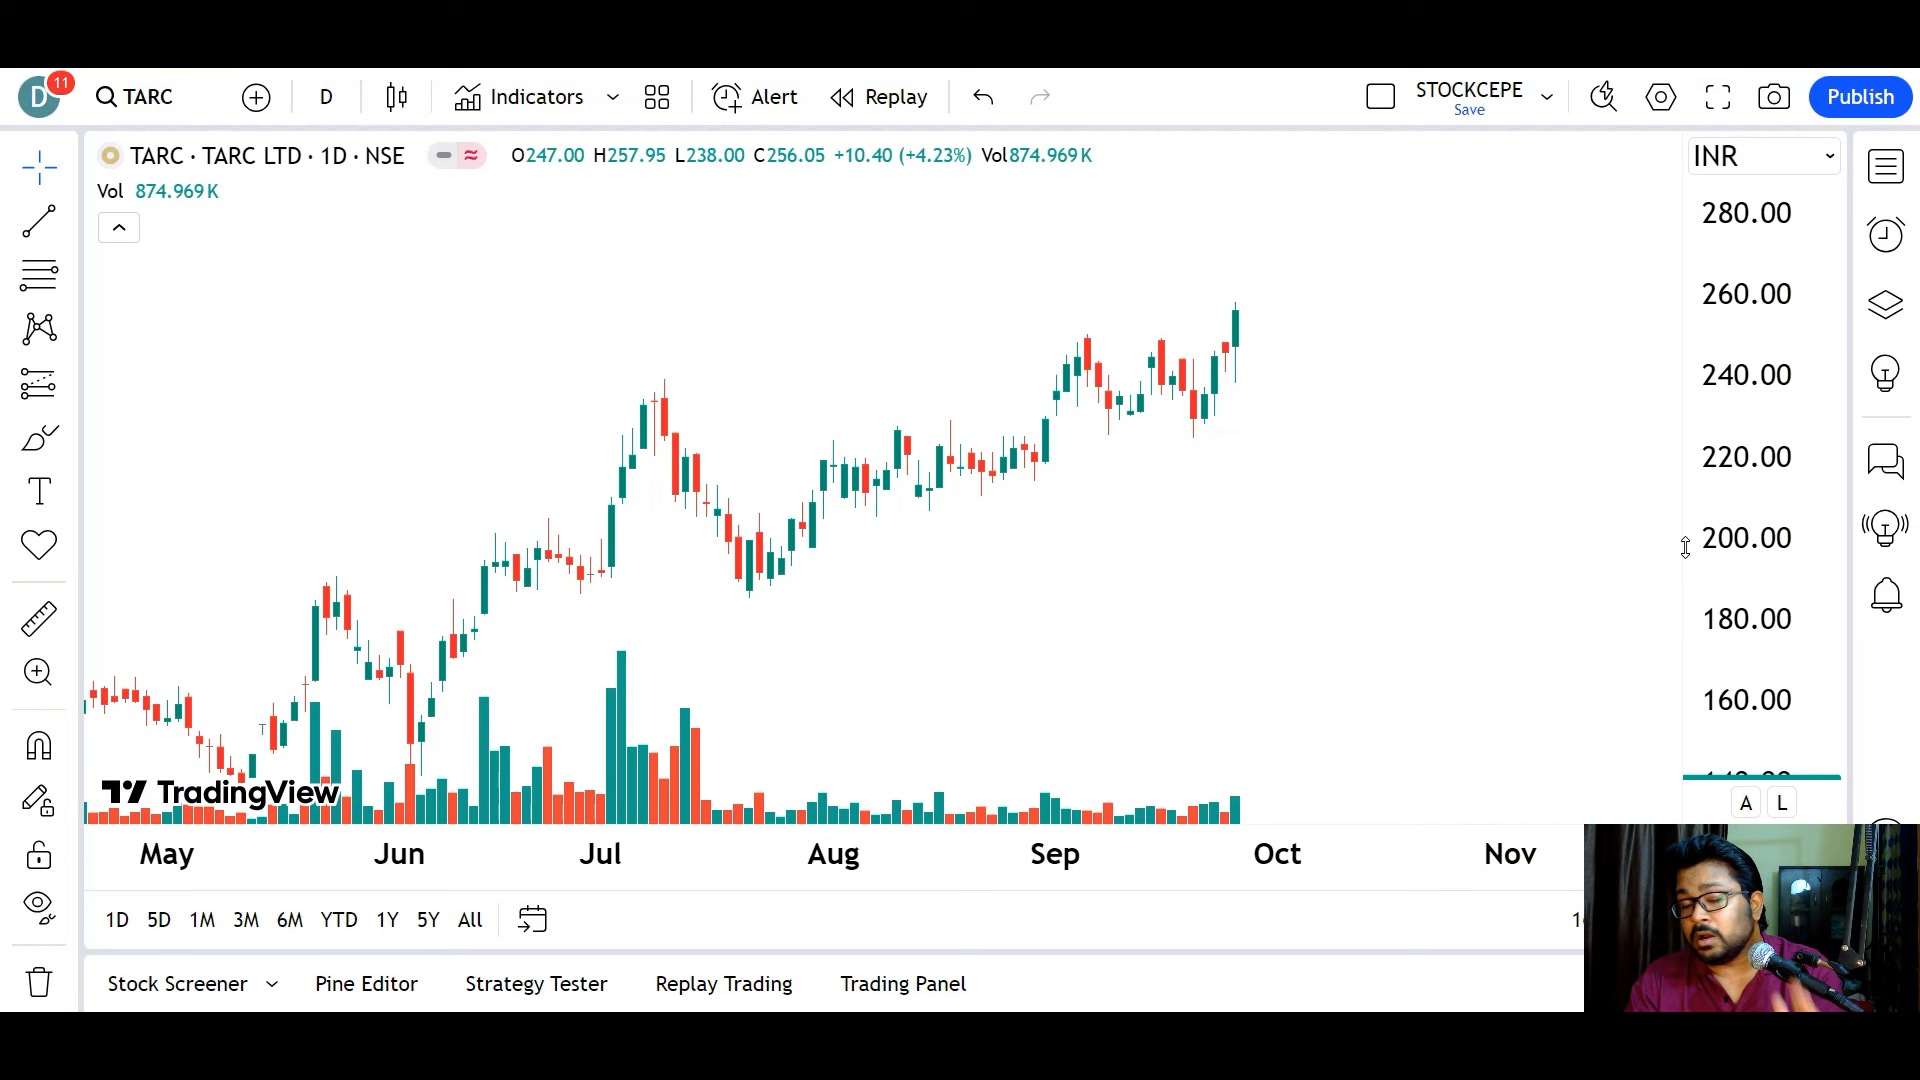 D 11 TARC D Indicators Alert Replay STOCKCEPE Save Publish
TARC · TARC LTD · 1D · NSE O247.00 H257.95 L238.00 C256.05 +10.40 (+4.23%) Vol874.969K INR
Vol 874.969K
280.00
260.00
240.00
220.00
200.00
180.00
160.00
TradingView
A L
May Jun Jul Aug Sep Oct Nov
1D 5D 1M 3M 6M YTD 1Y 5Y All
Stock Screener Pine Editor Strategy Tester Replay Trading Trading Panel